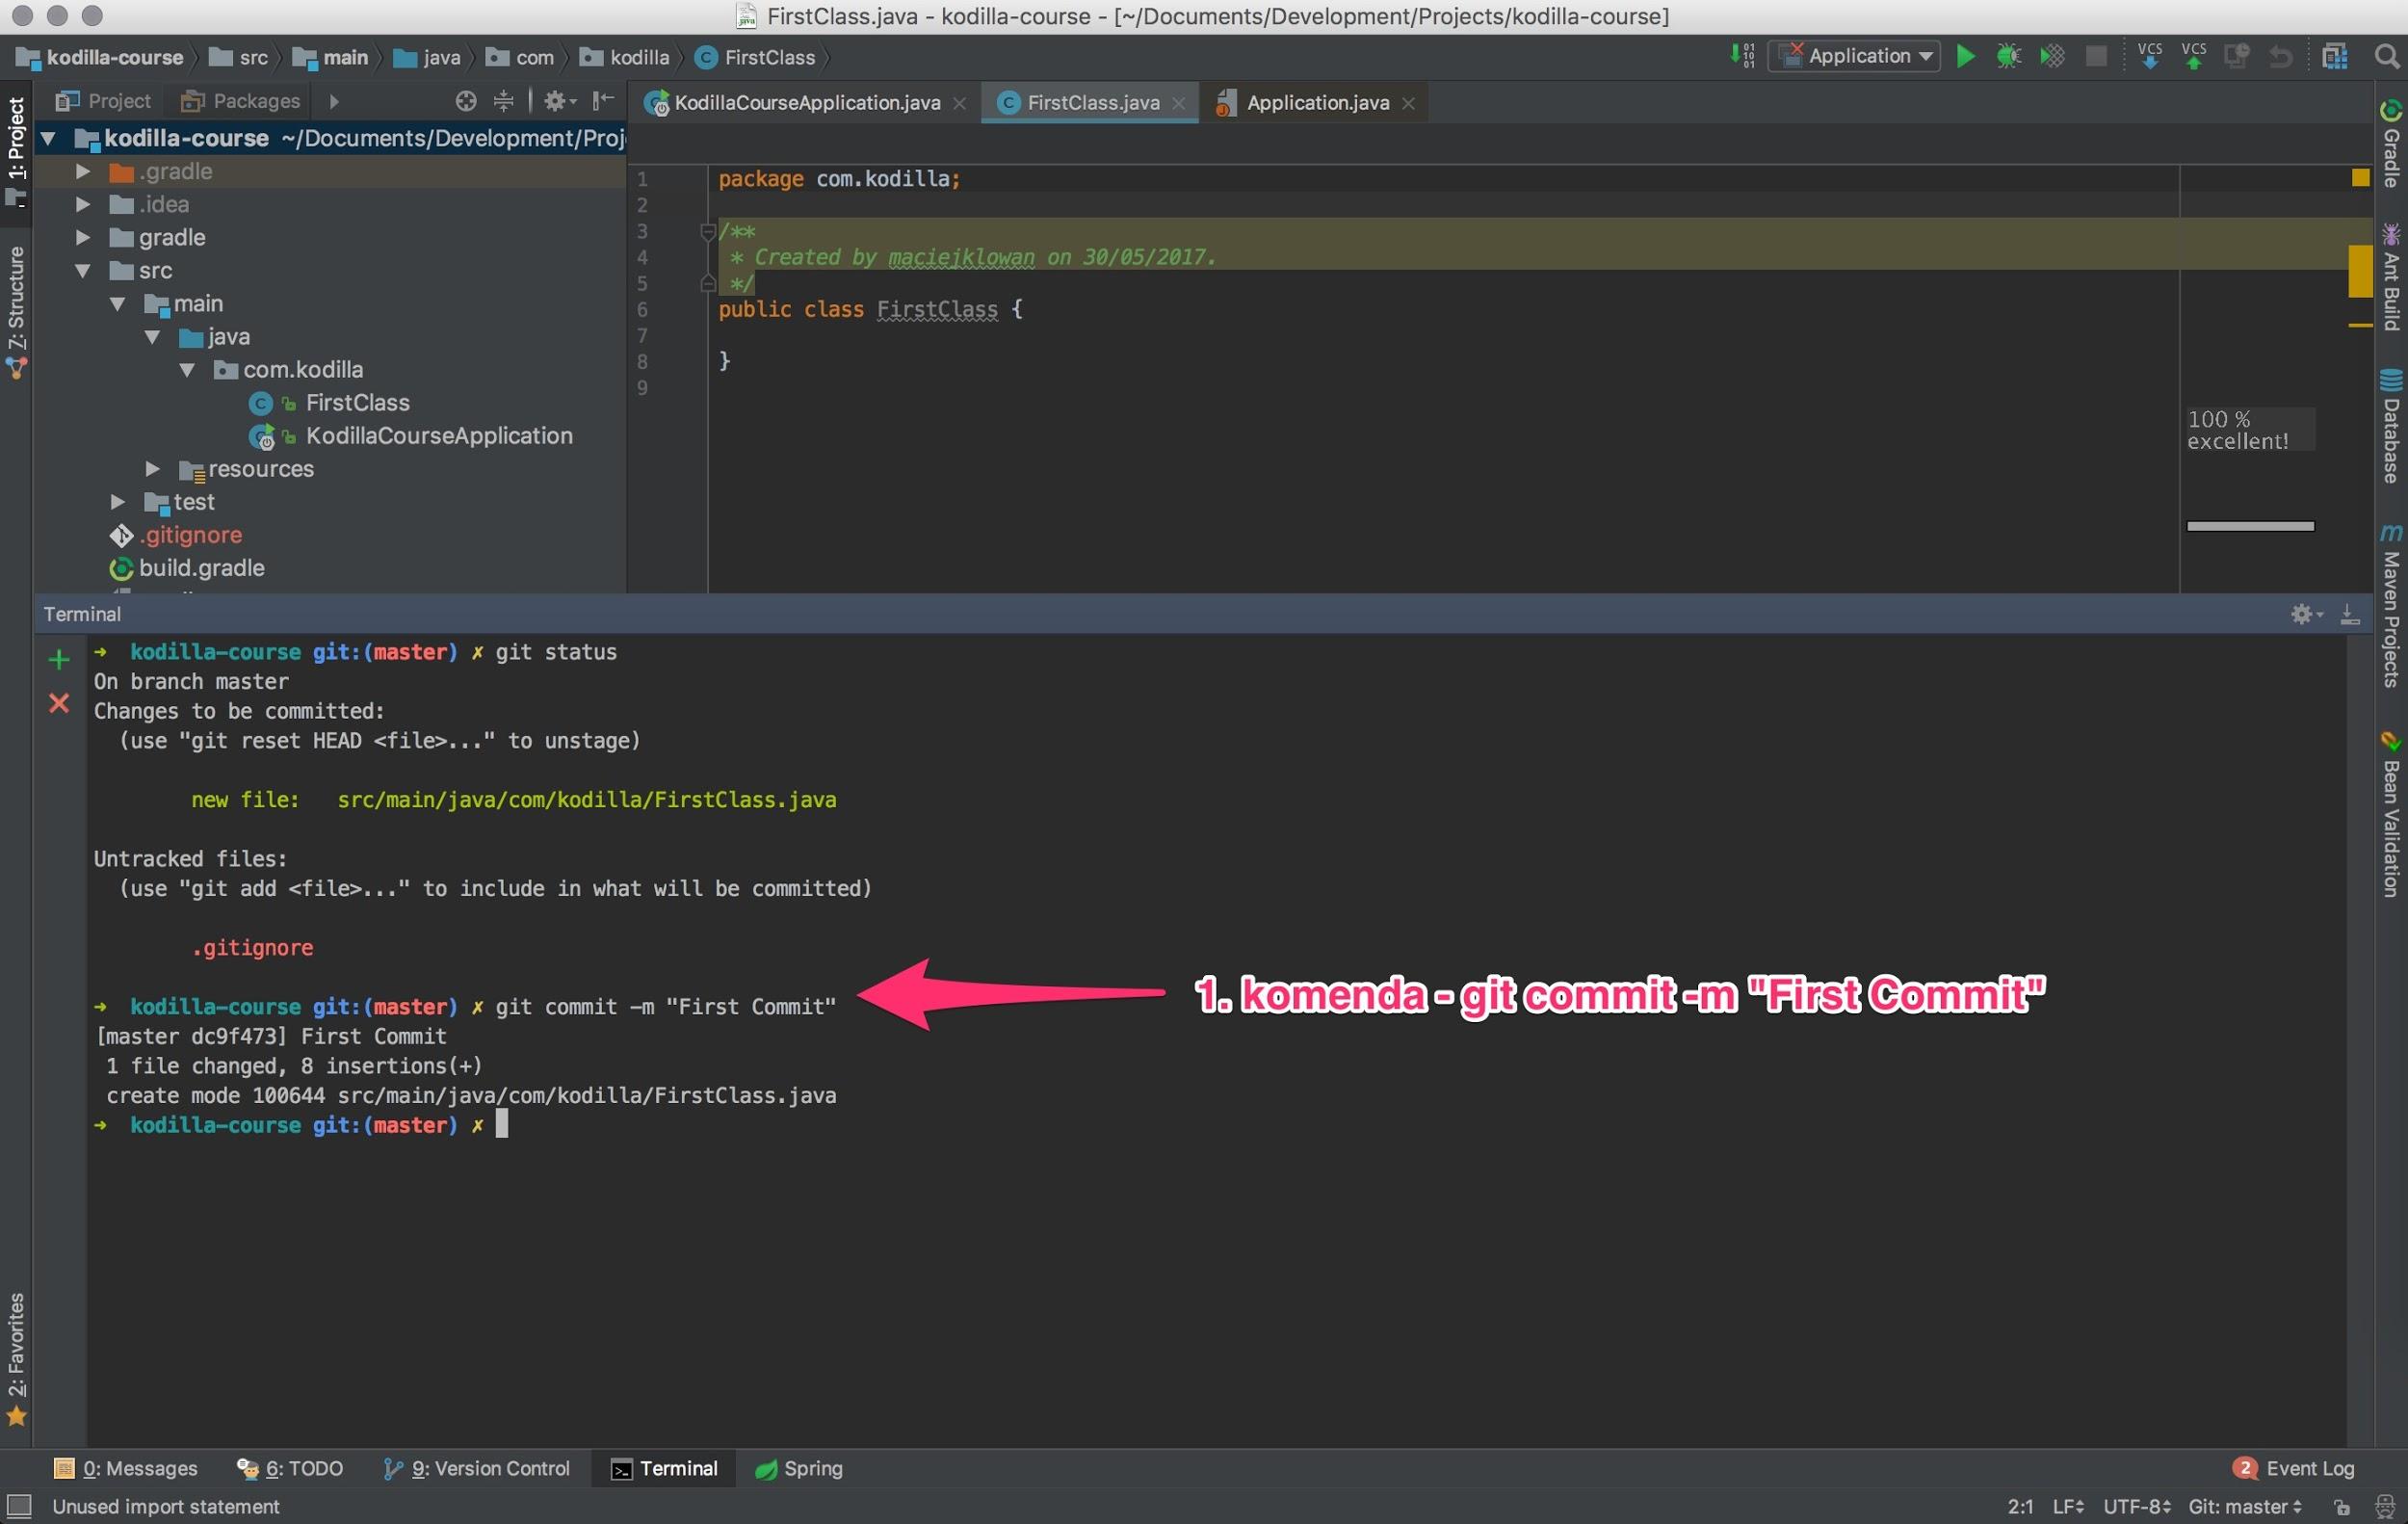 FirstClass.java - kodilla-course - [~/Documents/Development/Projects/kodilla-course]
kodilla-course src main java com kodilla FirstClass
Application
VCS VCS
1: Project
7: Structure
2: Favorites
Project Packages
kodilla-course ~/Documents/Development/Proj
.gradle
.idea
gradle
src
main
java
com.kodilla
FirstClass
KodillaCourseApplication
resources
test
.gitignore
build.gradle
KodillaCourseApplication.java FirstClass.java Application.java
1 package com.kodilla;
2
3 /**
4 * Created by maciejklowan on 30/05/2017.
5 */
6 public class FirstClass {
7
8 }
9
100 %
excellent!
Gradle
Ant Build
Database
Maven Projects
Bean Validation
Terminal
➜ kodilla-course git:(master) ✗ git status
On branch master
Changes to be committed:
(use "git reset HEAD <file>..." to unstage)
new file: src/main/java/com/kodilla/FirstClass.java
Untracked files:
(use "git add <file>..." to include in what will be committed)
.gitignore
➜ kodilla-course git:(master) ✗ git commit -m "First Commit"
1. komenda - git commit -m "First Commit"
[master dc9f473] First Commit
1 file changed, 8 insertions(+)
create mode 100644 src/main/java/com/kodilla/FirstClass.java
➜ kodilla-course git:(master) ✗
0: Messages 6: TODO 9: Version Control Terminal Spring 2 Event Log
Unused import statement 2:1 LF UTF-8 Git: master